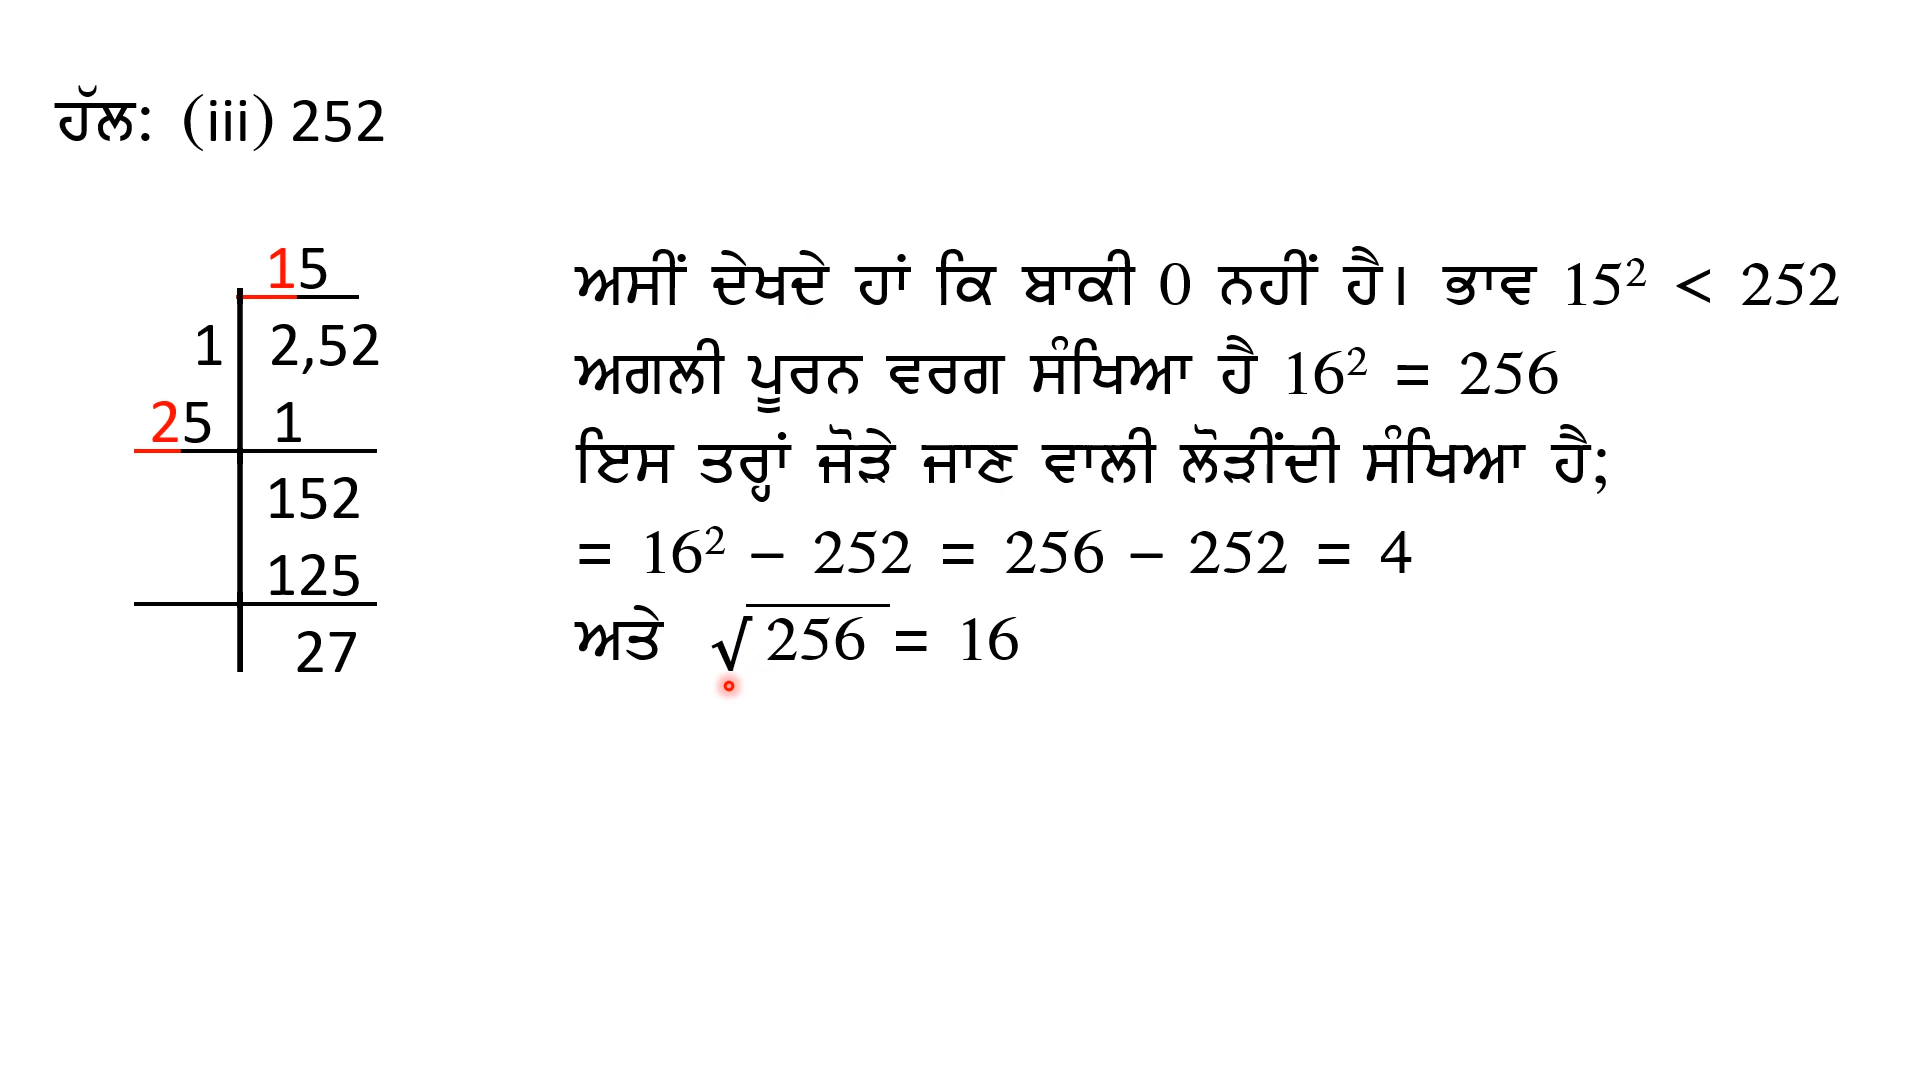 ਹੱਲ: (iii) 252
15
1 2,52
25 1
152
125
27
ਅਸੀਂ ਦੇਖਦੇ ਹਾਂ ਕਿ ਬਾਕੀ 0 ਨਹੀਂ ਹੈ। ਭਾਵ 15² < 252
ਅਗਲੀ ਪੂਰਨ ਵਰਗ ਸੰਖਿਆ ਹੈ 16² = 256
ਇਸ ਤਰ੍ਹਾਂ ਜੋੜੇ ਜਾਣ ਵਾਲੀ ਲੋੜੀਂਦੀ ਸੰਖਿਆ ਹੈ;
= 16² − 252 = 256 − 252 = 4
ਅਤੇ √256 = 16